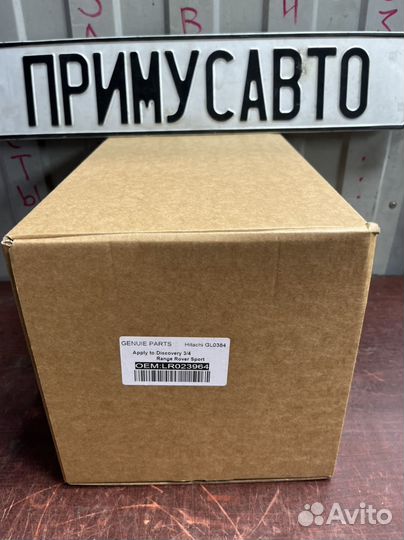 ПРИМУСАВТО
GENUIE PARTS Hitachi GL0384
Apply to:Discovery 3/4
Range Rover Sport
OEM:LR023964
Avito